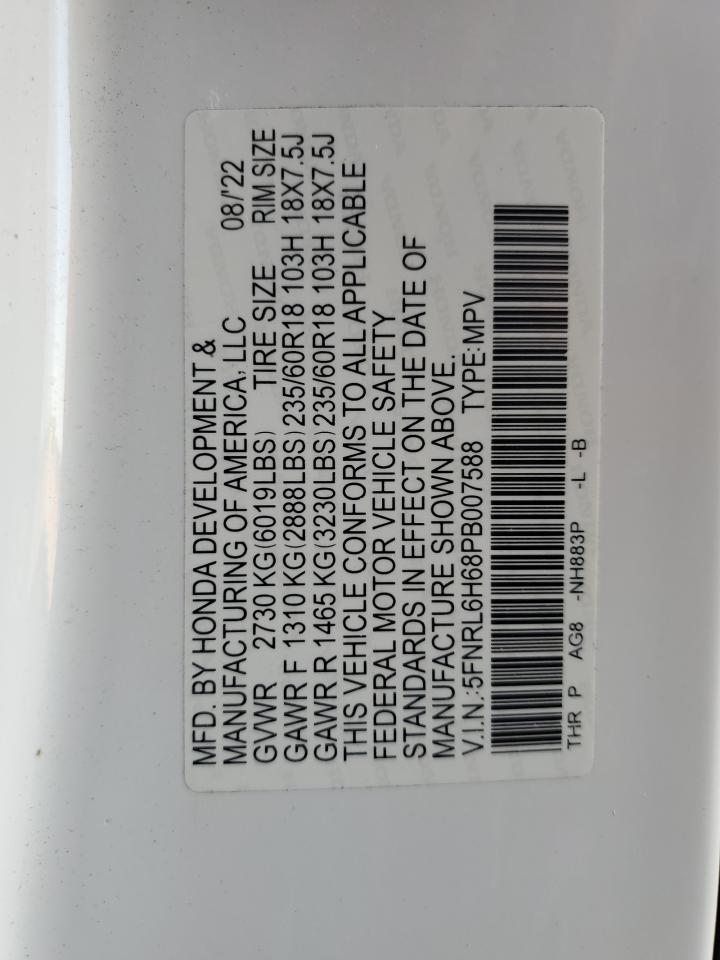 MFD. BY HONDA DEVELOPMENT &
MANUFACTURING OF AMERICA, LLC 08/'22
GVWR 2730 KG(6019LBS) TIRE SIZE RIM SIZE
GAWR F 1310 KG(2888LBS)235/60R18 103H 18X7.5J
GAWR R 1465 KG(3230LBS)235/60R18 103H 18X7.5J
THIS VEHICLE CONFORMS TO ALL APPLICABLE
FEDERAL MOTOR VEHICLE SAFETY
STANDARDS IN EFFECT ON THE DATE OF
MANUFACTURE SHOWN ABOVE.
V.I.N.:5FNRL6H68PB007588 TYPE:MPV
THR P AG8 -NH883P -L -B